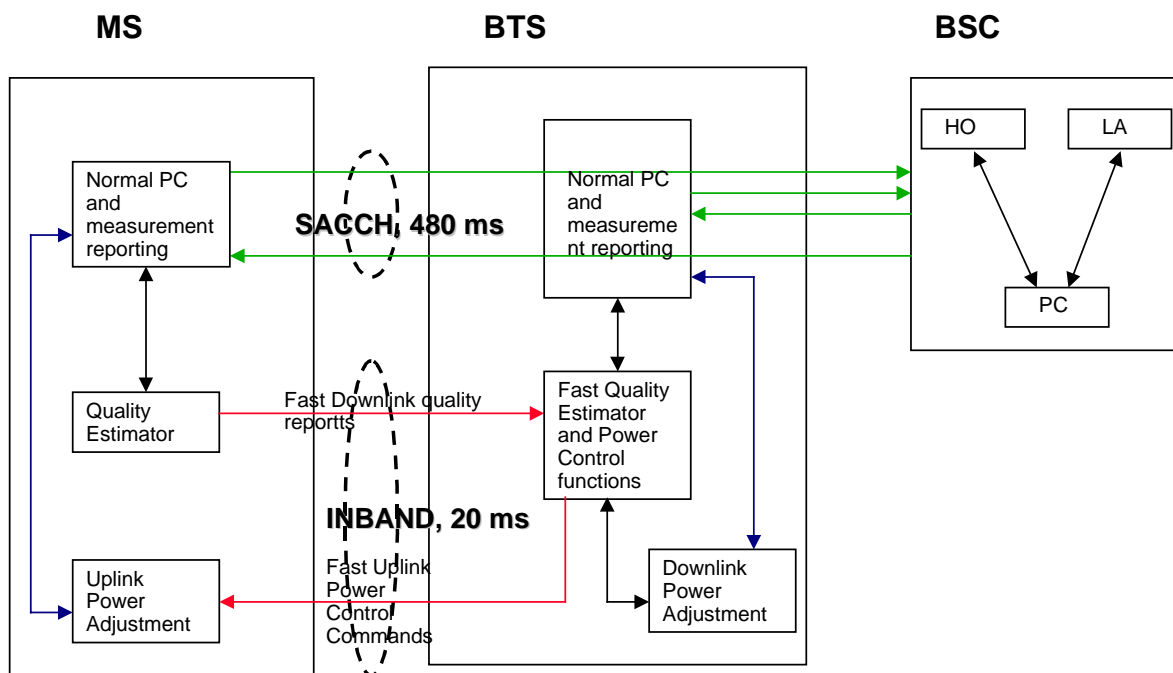 MS
BTS
BSC
HO
LA
Normal PC
and
measurement
reporting
Normal PC
and
measureme
nt reporting
SACCH, 480 ms
PC
Quality
Estimator
Fast Downlink quality
reportts
Fast Quality
Estimator
and Power
Control
functions
INBAND, 20 ms
Uplink
Power
Adjustment
Fast Uplink
Power
Control
Commands
Downlink
Power
Adjustment